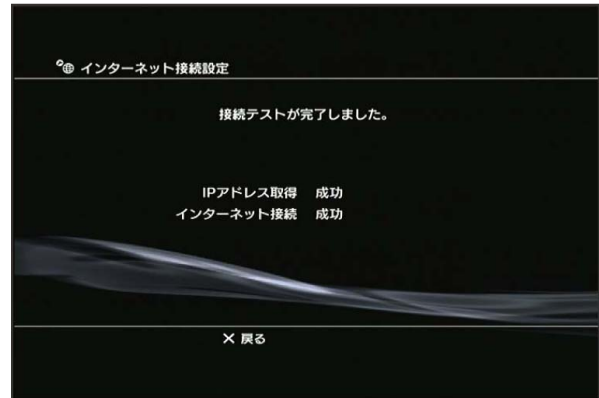 インターネット接続設定
接続テストが完了しました。
IPアドレス取得 成功
インターネット接続 成功
✕ 戻る